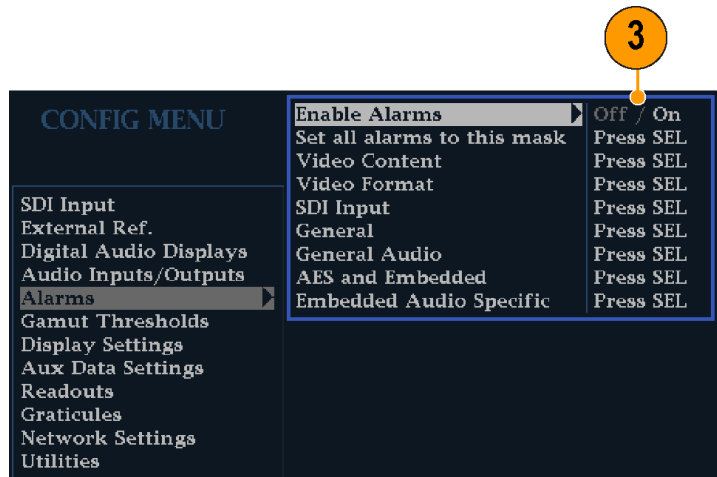 3
CONFIG MENU
Enable Alarms Off / On
Set all alarms to this mask Press SEL
Video Content Press SEL
Video Format Press SEL
SDI Input Press SEL
General Press SEL
General Audio Press SEL
AES and Embedded Press SEL
Embedded Audio Specific Press SEL
SDI Input
External Ref.
Digital Audio Displays
Audio Inputs/Outputs
Alarms
Gamut Thresholds
Display Settings
Aux Data Settings
Readouts
Graticules
Network Settings
Utilities